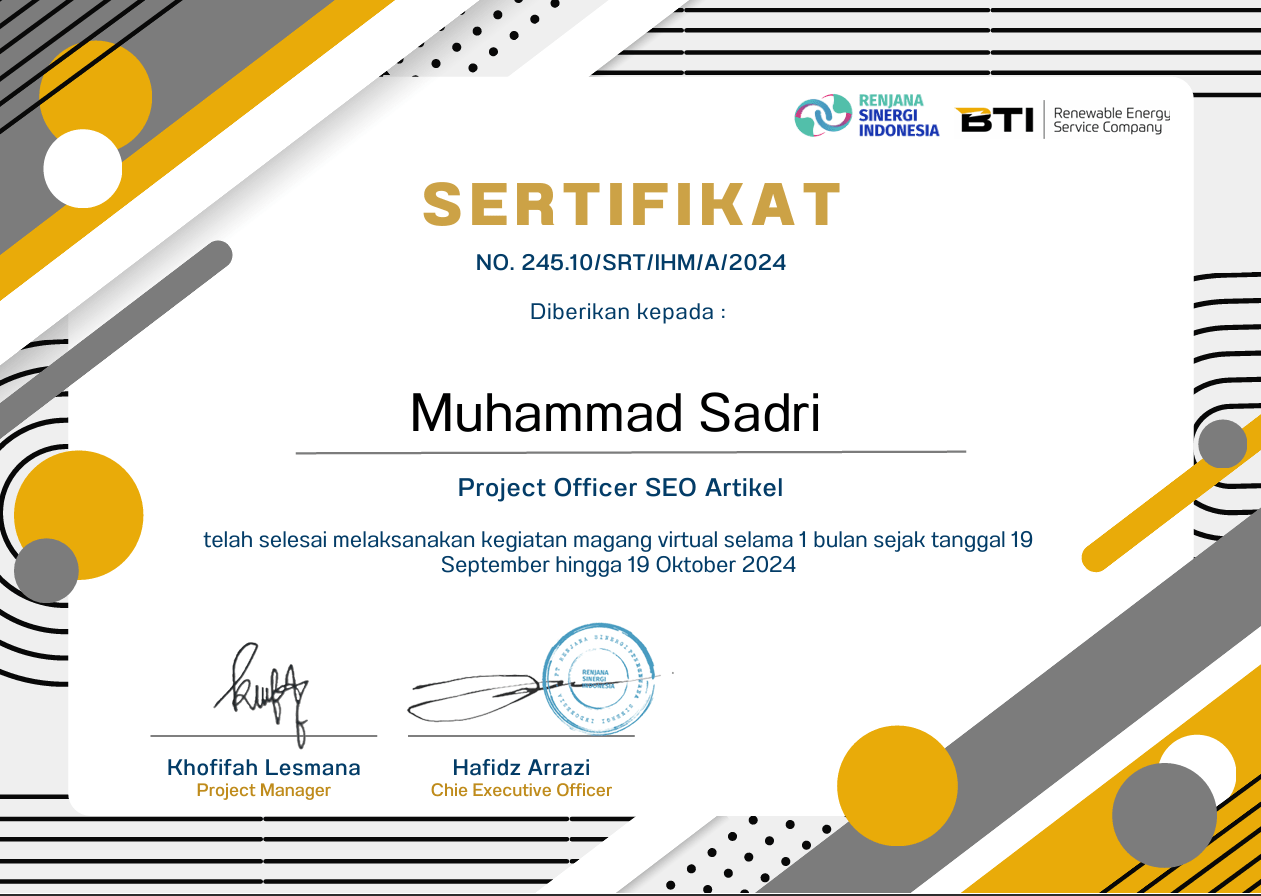 RENJANA
SINERGI
INDONESIA
BTI
Renewable Energy
Service Company
SERTIFIKAT
NO. 245.10/SRT/IHM/A/2024
Diberikan kepada :
Muhammad Sadri
Project Officer SEO Artikel
telah selesai melaksanakan kegiatan magang virtual selama 1 bulan sejak tanggal 19
September hingga 19 Oktober 2024
RENJANA
SINERGI
INDONESIA
Khofifah Lesmana
Hafidz Arrazi
Project Manager
Chie Executive Officer